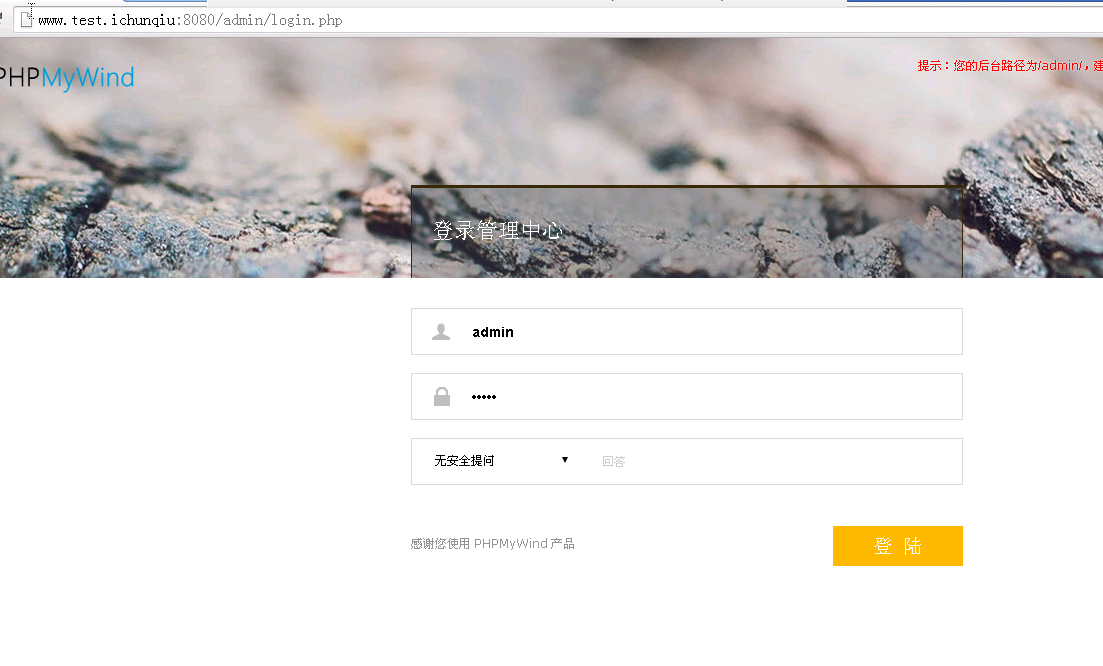 www.test.ichunqiu:8080/admin/login.php
PHPMyWind
提示：您的后台路径为/admin/，建
登录管理中心
admin
•••••
无安全提问 ▼ 回答
感谢您使用 PHPMyWind 产品
登 陆